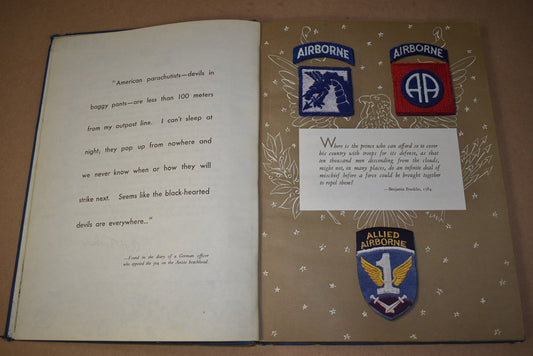 "American parachutists—devils in
baggy pants—are less than 100 meters
from my outpost line. I can't sleep at
night; they pop up from nowhere and
we never know when or how they will
strike next. Seems like the black-hearted
devils are everywhere..."
—Found in the diary of a German officer
who opposed the 504 on the Anzio beachhead.
AIRBORNE
AIRBORNE
AA
Where is the prince who can afford so to cover
his country with troops for its defense, as that
ten thousand men descending from the clouds,
might not, in many places, do an infinite deal of
mischief before a force could be brought together
to repel them?
—Benjamin Franklin, 1784
ALLIED
AIRBORNE
1